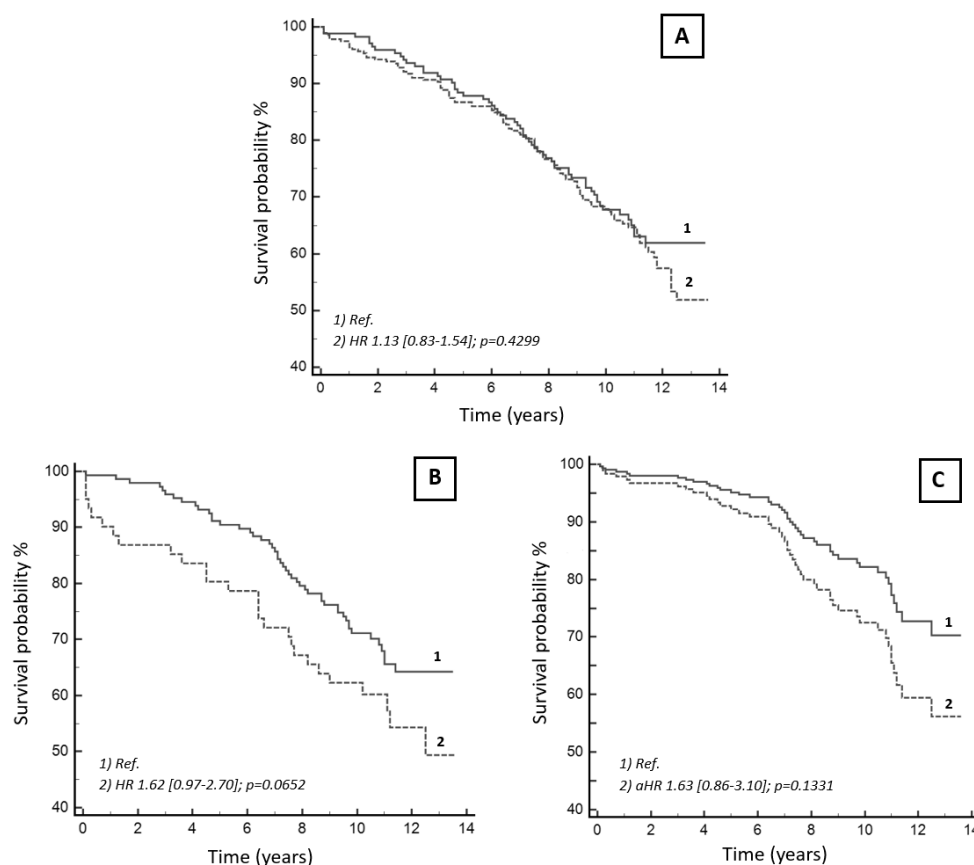 A
Survival probability %
100
90
80
70
60
50
40
1
2
1) Ref.
2) HR 1.13 [0.83-1.54]; p=0.4299
0 2 4 6 8 10 12 14
Time (years)
B
Survival probability %
100
90
80
70
60
50
40
1
2
1) Ref.
2) HR 1.62 [0.97-2.70]; p=0.0652
0 2 4 6 8 10 12 14
Time (years)
C
Survival probability %
100
90
80
70
60
50
40
1
2
1) Ref.
2) aHR 1.63 [0.86-3.10]; p=0.1331
0 2 4 6 8 10 12 14
Time (years)